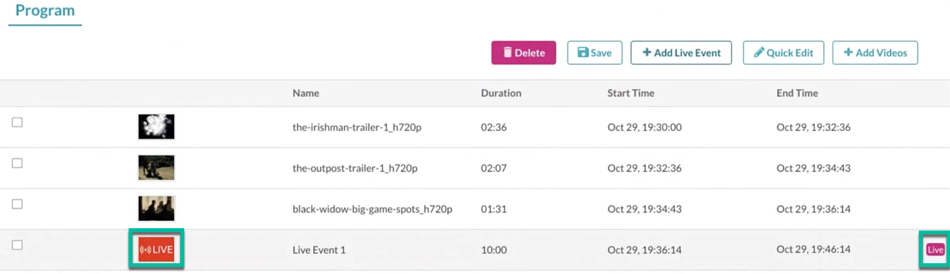 Program
Delete Save + Add Live Event Quick Edit + Add Videos
Name Duration Start Time End Time
the-irishman-trailer-1_h720p 02:36 Oct 29, 19:30:00 Oct 29, 19:32:36
the-outpost-trailer-1_h720p 02:07 Oct 29, 19:32:36 Oct 29, 19:34:43
black-widow-big-game-spots_h720p 01:31 Oct 29, 19:34:43 Oct 29, 19:36:14
LIVE Live Event 1 10:00 Oct 29, 19:36:14 Oct 29, 19:46:14 Live